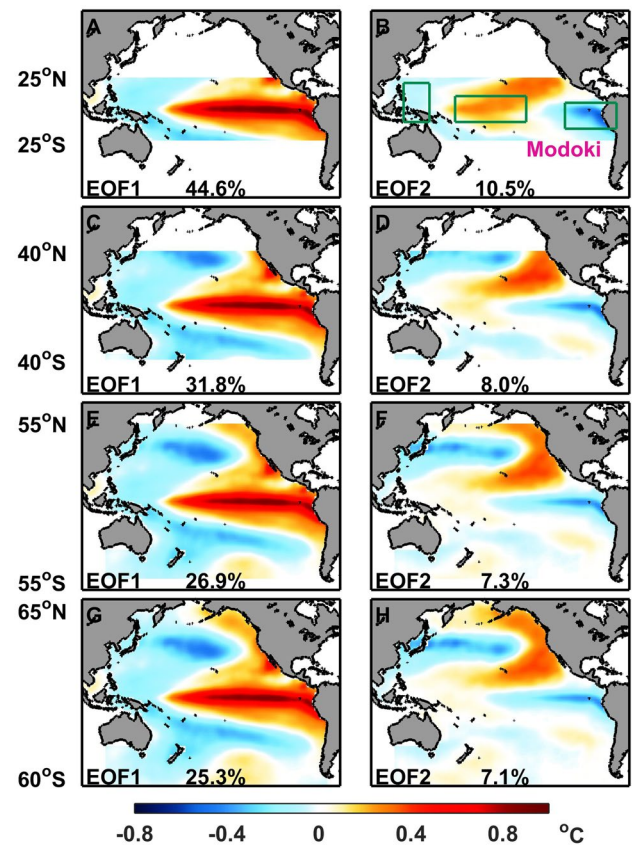 A
B
25°N
25°S
Modoki
EOF1 44.6%
EOF2 10.5%
C
D
40°N
40°S
EOF1 31.8%
EOF2 8.0%
E
F
55°N
55°S
EOF1 26.9%
EOF2 7.3%
G
H
65°N
60°S
EOF1 25.3%
EOF2 7.1%
-0.8 -0.4 0 0.4 0.8 °C